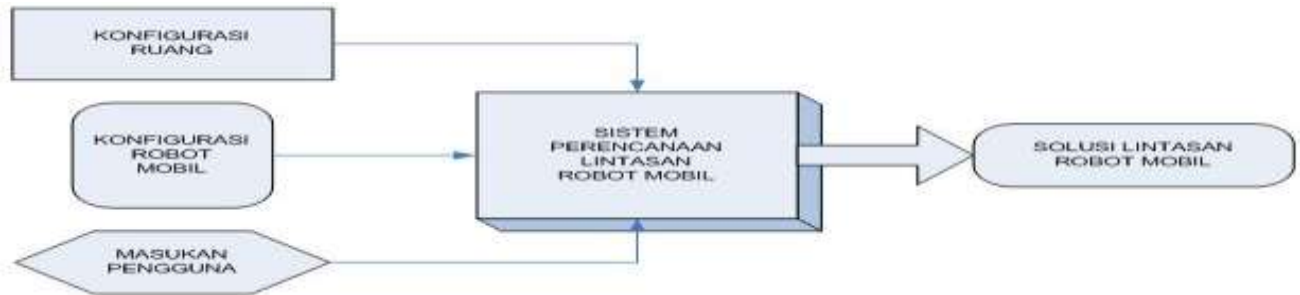 KONFIGURASI
RUANG
KONFIGURASI
ROBOT
MOBIL
MASUKAN
PENGGUNA
SISTEM
PERENCANAAN
LINTASAN
ROBOT MOBIL
SOLUSI LINTASAN
ROBOT MOBIL